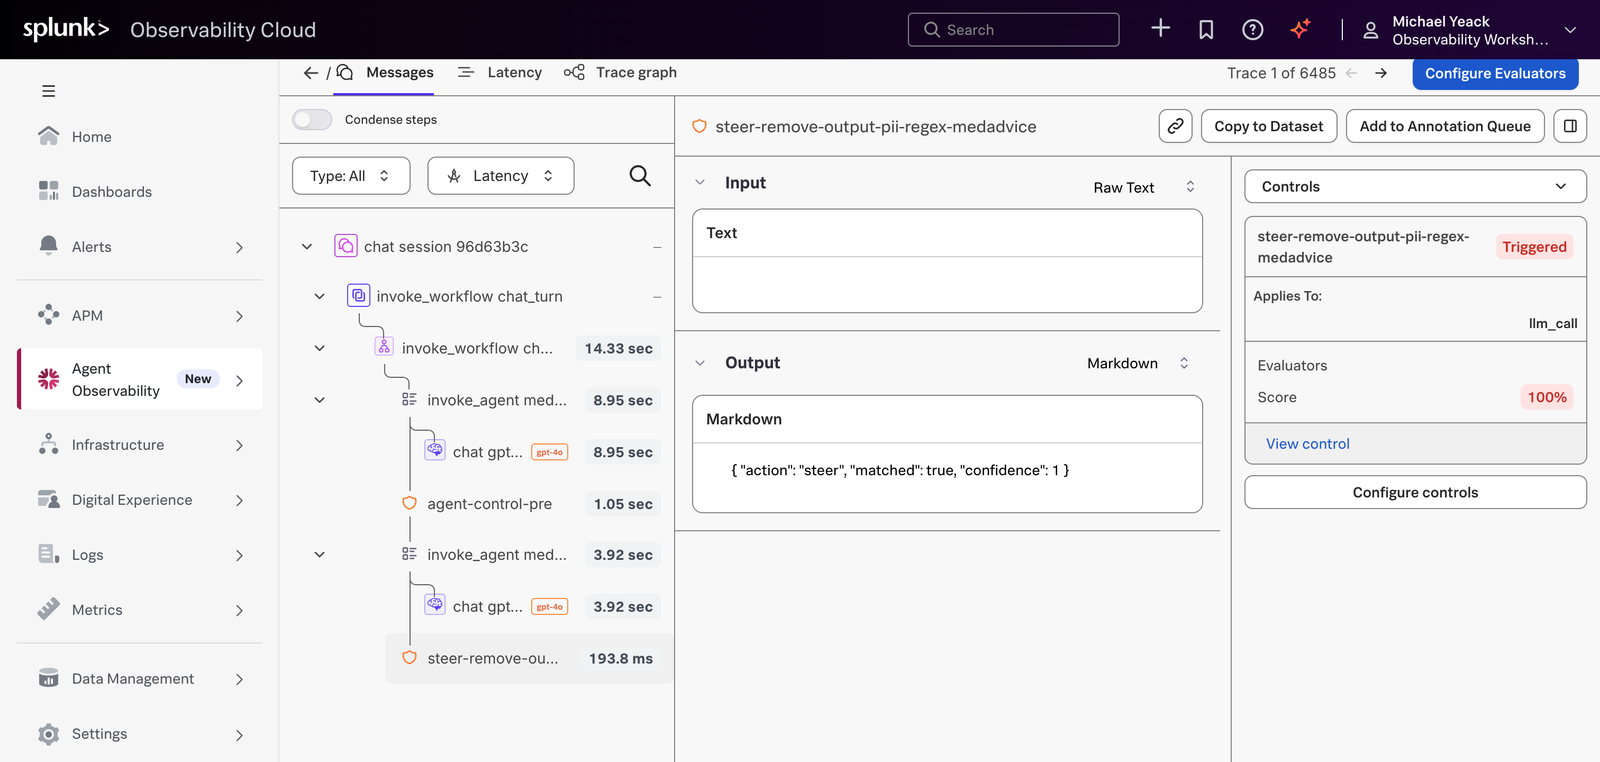 splunk> Observability Cloud
Search
Michael Yeack
Observability Worksh...
Home
Dashboards
Alerts
APM
Agent
Observability
New
Infrastructure
Digital Experience
Logs
Metrics
Data Management
Settings
/ Messages Latency Trace graph
Trace 1 of 6485
Configure Evaluators
Condense steps
Type: All
Latency
chat session 96d63b3c –
invoke_workflow chat_turn –
invoke_workflow ch... 14.33 sec
invoke_agent med... 8.95 sec
chat gpt... gpt-4o 8.95 sec
agent-control-pre 1.05 sec
invoke_agent med... 3.92 sec
chat gpt... gpt-4o 3.92 sec
steer-remove-ou... 193.8 ms
steer-remove-output-pii-regex-medadvice
Copy to Dataset
Add to Annotation Queue
Input
Raw Text
Text
Output
Markdown
Markdown
{ "action": "steer", "matched": true, "confidence": 1 }
Controls
steer-remove-output-pii-regex-
medadvice
Triggered
Applies To:
llm_call
Evaluators
Score 100%
View control
Configure controls